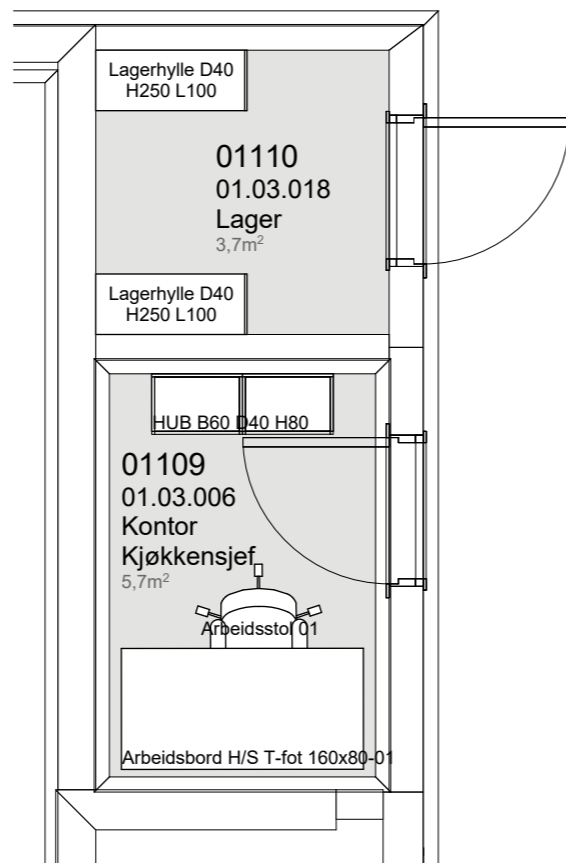 Lagerhylle D40
H250 L100
01110
01.03.018
Lager
3,7m²
Lagerhylle D40
H250 L100
HUB B60 D40 H80
01109
01.03.006
Kontor
Kjøkkensjef
5,7m²
Arbeidsstol 01
Arbeidsbord H/S T-fot 160x80-01